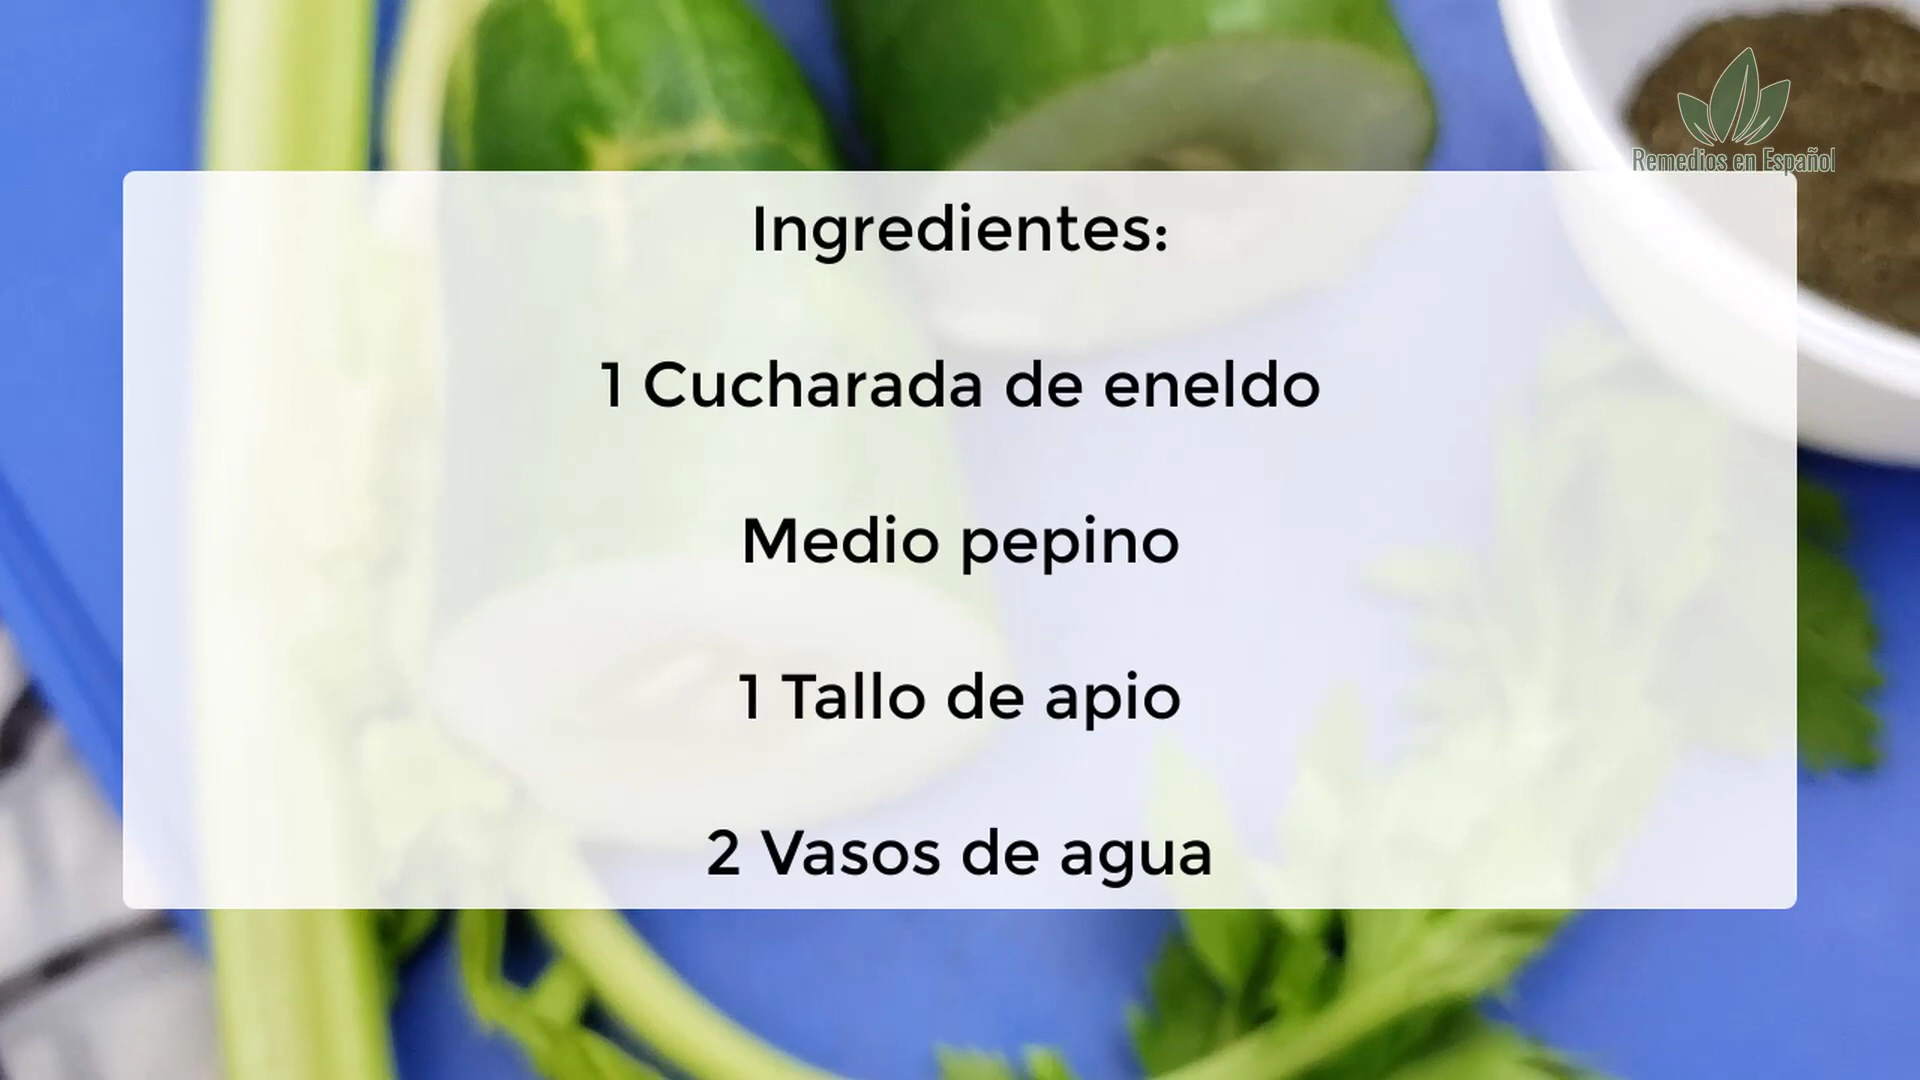 Remedios en Español
Ingredientes:
1 Cucharada de eneldo
Medio pepino
1 Tallo de apio
2 Vasos de agua